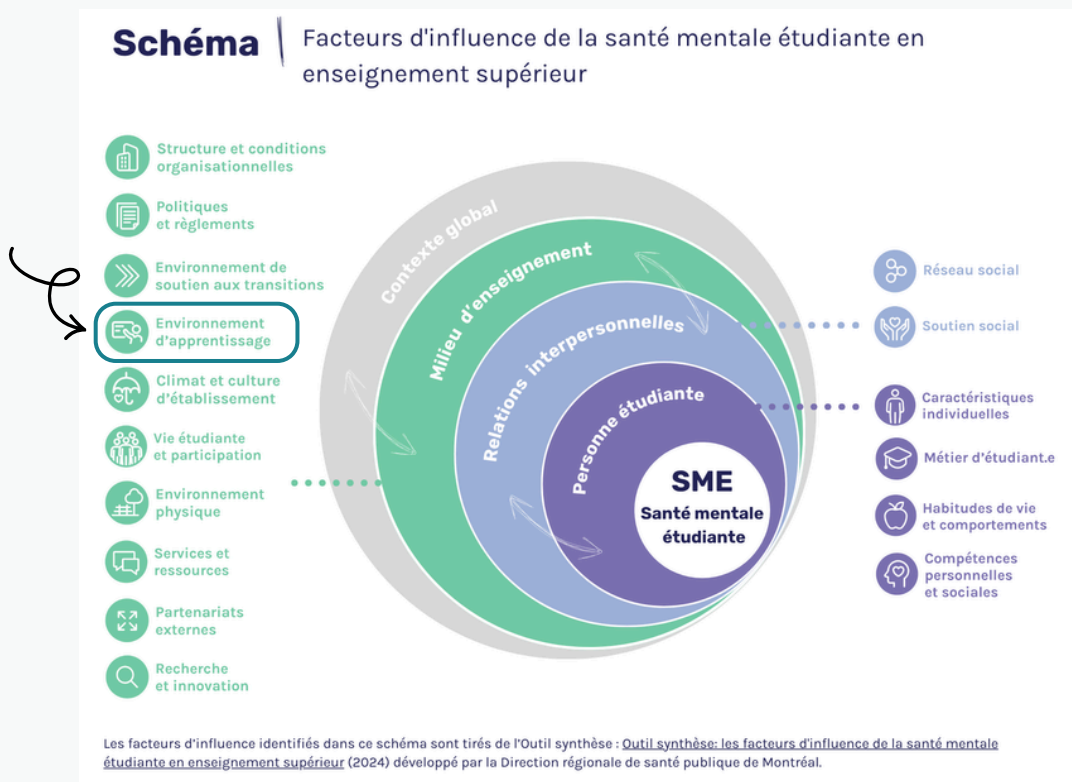 Schéma
Facteurs d'influence de la santé mentale étudiante en
enseignement supérieur
Structure et conditions
organisationnelles
Politiques
et règlements
Environnement de
soutien aux transitions
Environnement
d'apprentissage
Climat et culture
d'établissement
Vie étudiante
et participation
Environnement
physique
Services et
ressources
Partenariats
externes
Recherche
et innovation
Contexte global
Milieu d'enseignement
Relations interpersonnelles
Personne étudiante
SME
Santé mentale
étudiante
Réseau social
Soutien social
Caractéristiques
individuelles
Métier d'étudiant.e
Habitudes de vie
et comportements
Compétences
personnelles
et sociales
Les facteurs d'influence identifiés dans ce schéma sont tirés de l'Outil synthèse : Outil synthèse: les facteurs d'influence de la santé mentale
étudiante en enseignement supérieur (2024) développé par la Direction régionale de santé publique de Montréal.